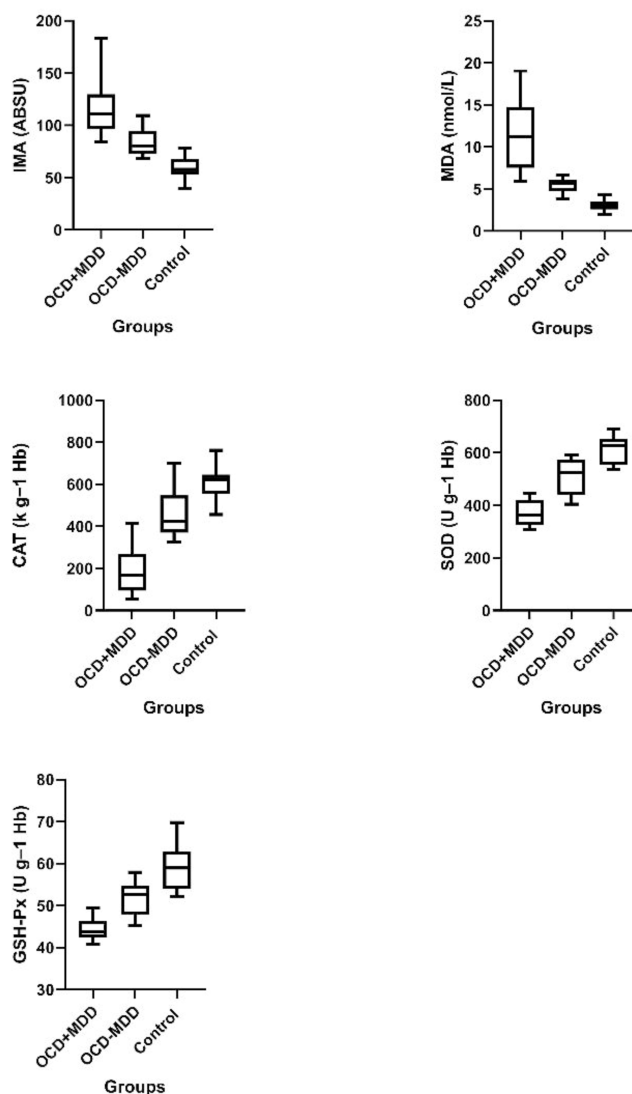 IMA (ABSU)
200
150
100
50
0
OCD+MDD
OCD-MDD
Control
Groups
MDA (nmol/L)
25
20
15
10
5
0
OCD+MDD
OCD-MDD
Control
Groups
CAT (k g–1 Hb)
1000
800
600
400
200
0
OCD+MDD
OCD-MDD
Control
Groups
SOD (U g–1 Hb)
800
600
400
200
0
OCD+MDD
OCD-MDD
Control
Groups
GSH-Px (U g–1 Hb)
80
70
60
50
40
30
OCD+MDD
OCD-MDD
Control
Groups